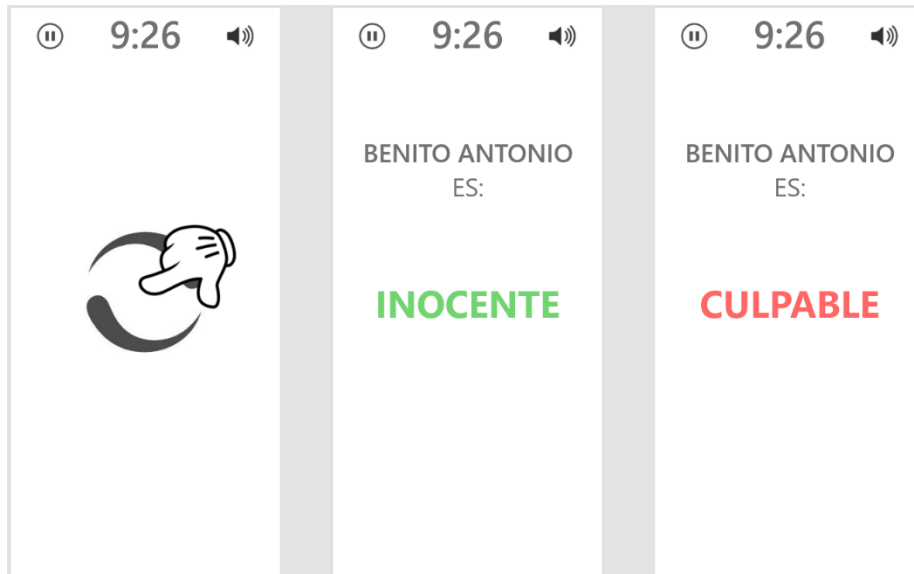 9:26
9:26
BENITO ANTONIO
ES:
INOCENTE
9:26
BENITO ANTONIO
ES:
CULPABLE